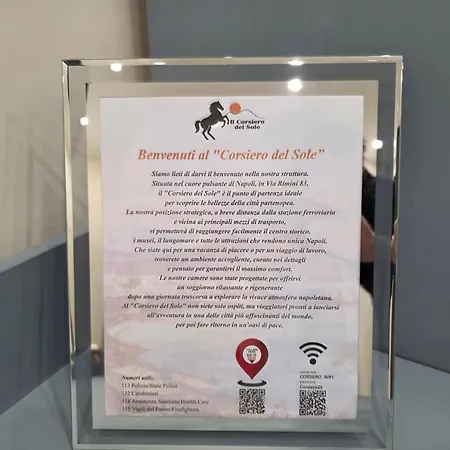 Il Corsiero
del Sole
Benvenuti al "Corsiero del Sole"
Siamo lieti di darvi il benvenuto nella nostra struttura.
Situata nel cuore pulsante di Napoli, in Via Rimini 83,
il "Corsiero del Sole" è il punto di partenza ideale
per scoprire le bellezze della città partenopea.
La nostra posizione strategica, a breve distanza dalla stazione ferroviaria
e vicina ai principali mezzi di trasporto,
vi permetterà di raggiungere facilmente il centro storico,
i musei, il lungomare e tutte le attrazioni che rendono unica Napoli.
Che siate qui per una vacanza di piacere o per un viaggio di lavoro,
troverete un ambiente accogliente, curato nei dettagli
e pensato per garantirvi il massimo comfort.
Le nostre camere sono state progettate per offrirvi
un soggiorno rilassante e rigenerante
dopo una giornata trascorsa a esplorare la vivace atmosfera napoletana.
Al "Corsiero del Sole" non siete solo ospiti, ma viaggiatori pronti a lanciarsi
all'avventura in una delle città più affascinanti del mondo,
per poi fare ritorno in un'oasi di pace.
Numeri utili:
113 Polizia/State Police
112 Carabinieri
118 Assistenza Sanitaria/Health Care
115 Vigili del Fuoco/Firefighters
CORSIERO_WIFI
Corsiero23